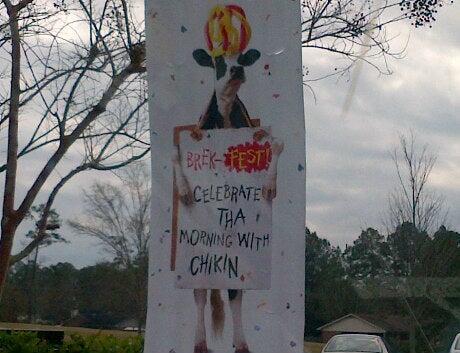 BREK-FEST!
CELEBRATE
THA
MORNING WITH
CHIKIN